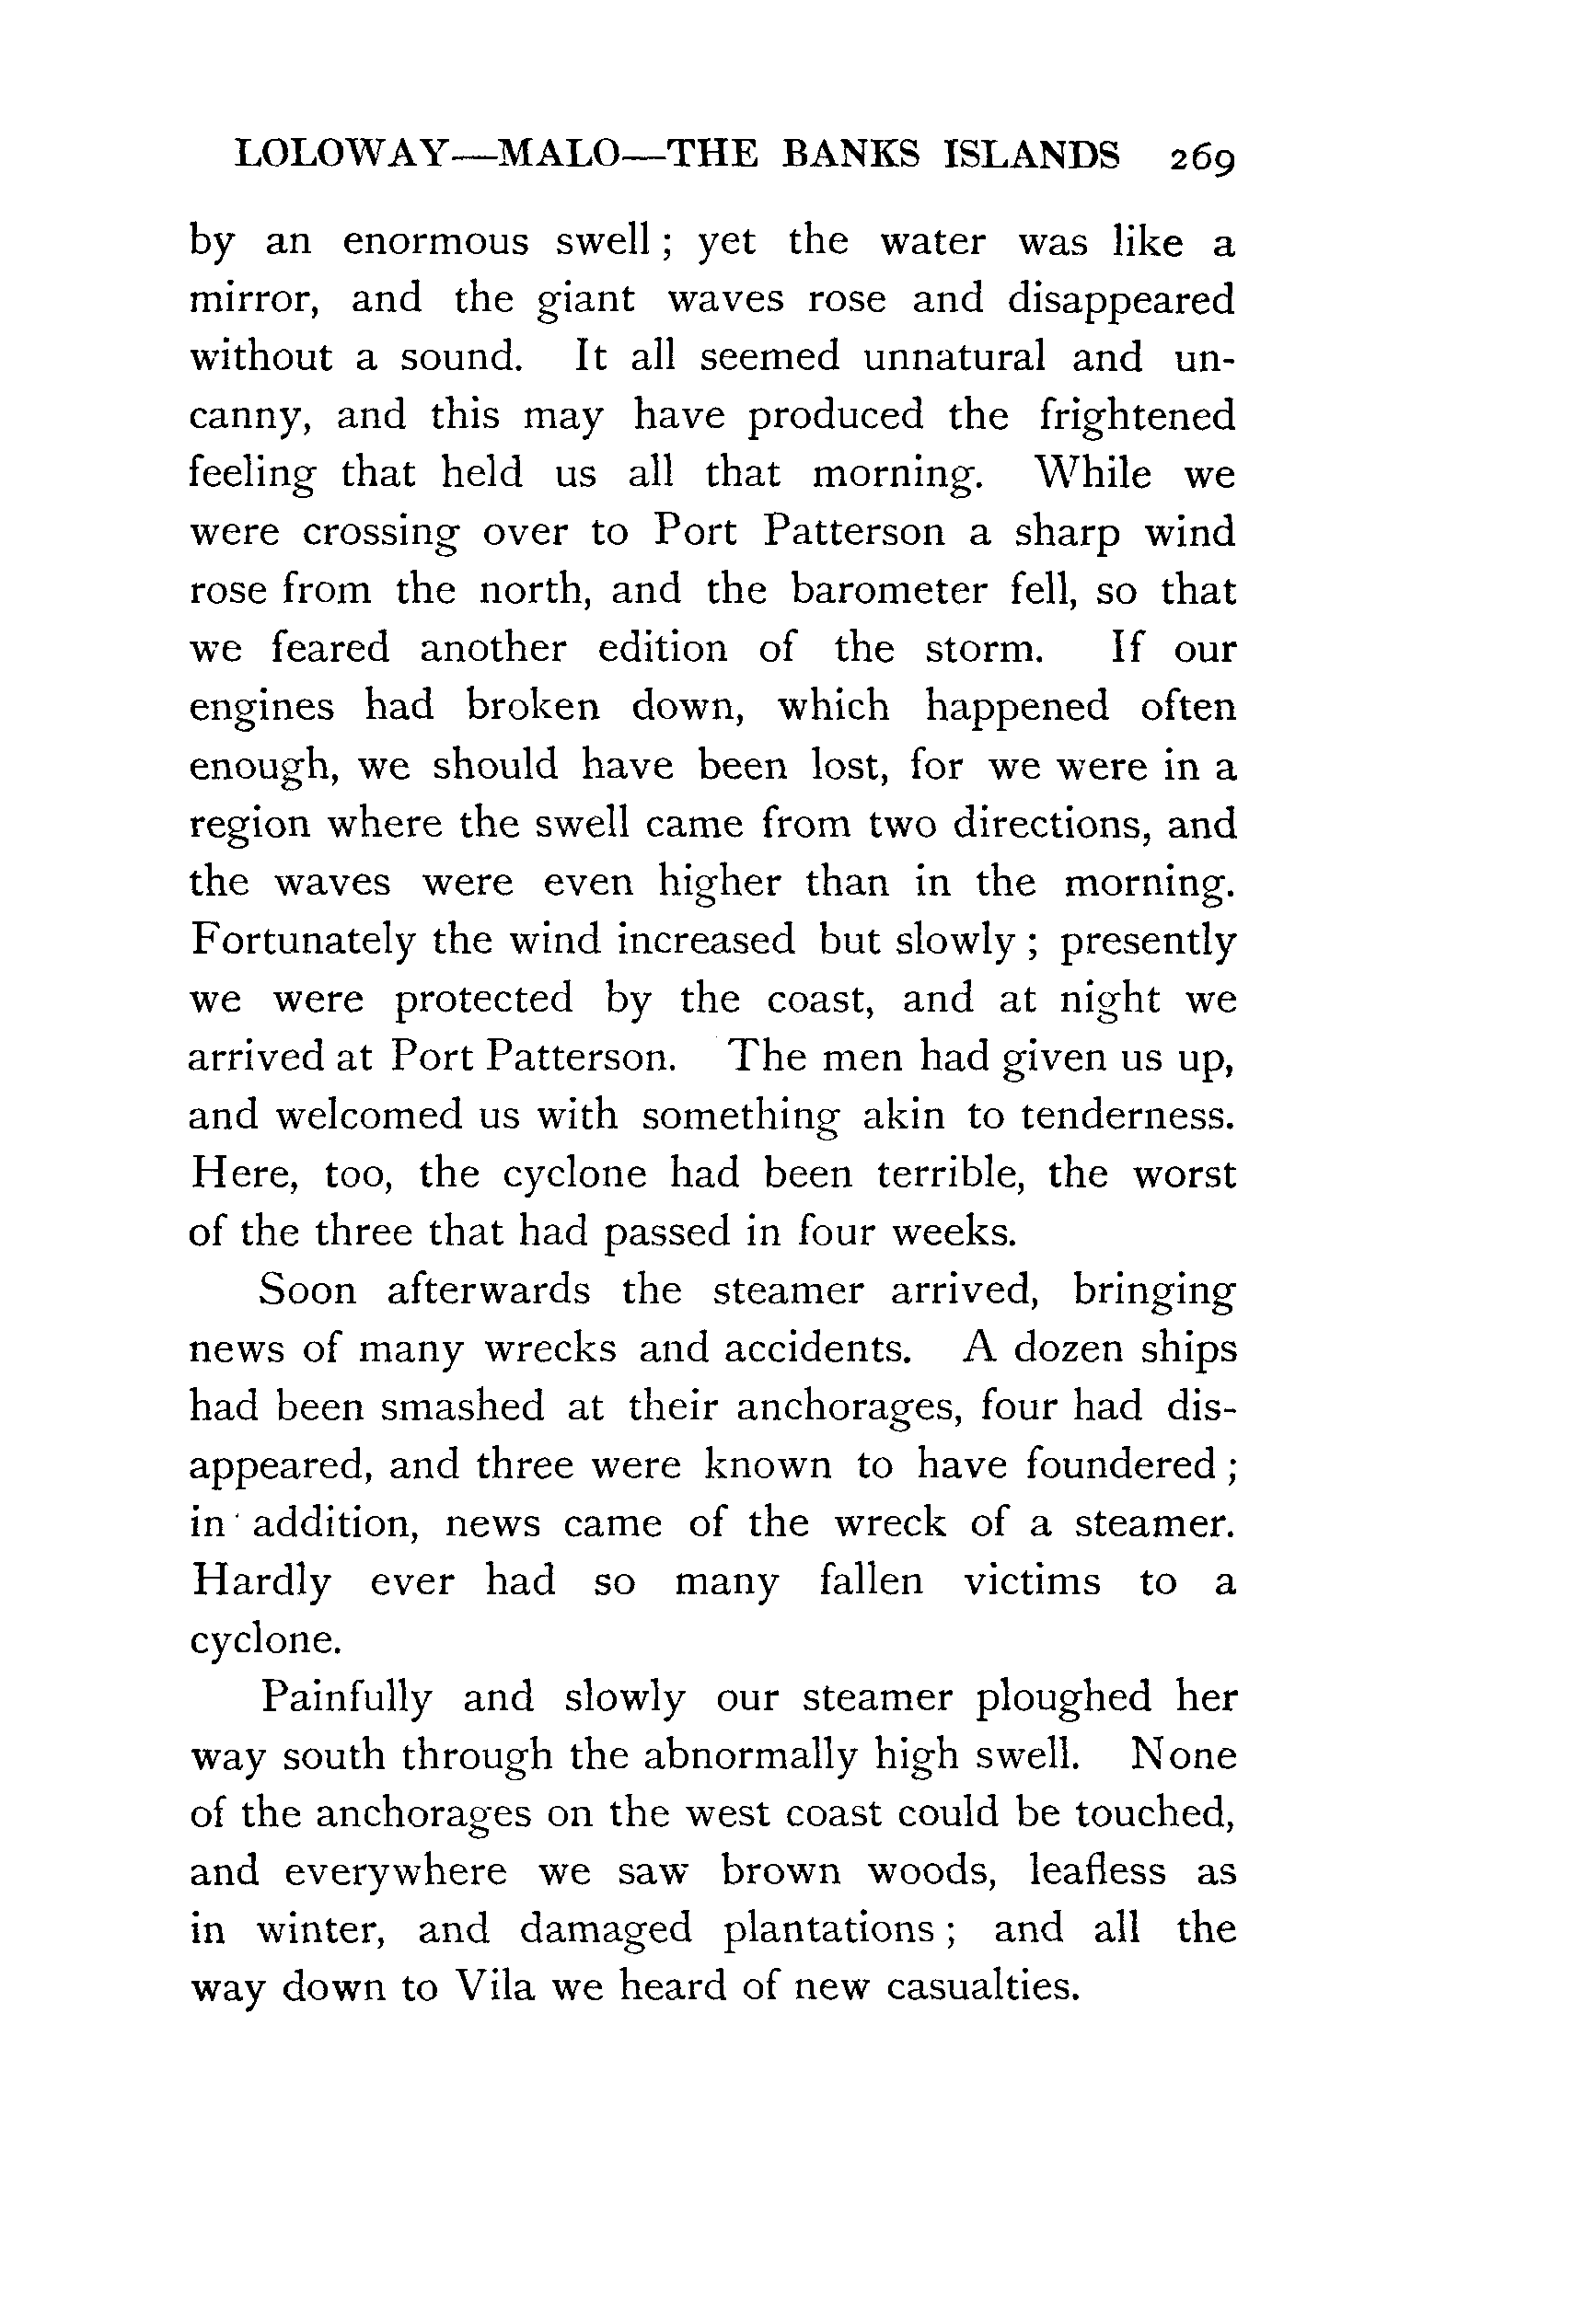 LOLOWAY—MALO—THE BANKS ISLANDS 269
by an enormous swell; yet the water was like a
mirror, and the giant waves rose and disappeared
without a sound. It all seemed unnatural and un-
canny, and this may have produced the frightened
feeling that held us all that morning. While we
were crossing over to Port Patterson a sharp wind
rose from the north, and the barometer fell, so that
we feared another edition of the storm. If our
engines had broken down, which happened often
enough, we should have been lost, for we were in a
region where the swell came from two directions, and
the waves were even higher than in the morning.
Fortunately the wind increased but slowly; presently
we were protected by the coast, and at night we
arrived at Port Patterson. The men had given us up,
and welcomed us with something akin to tenderness.
Here, too, the cyclone had been terrible, the worst
of the three that had passed in four weeks.
Soon afterwards the steamer arrived, bringing
news of many wrecks and accidents. A dozen ships
had been smashed at their anchorages, four had dis-
appeared, and three were known to have foundered;
in addition, news came of the wreck of a steamer.
Hardly ever had so many fallen victims to a
cyclone.
Painfully and slowly our steamer ploughed her
way south through the abnormally high swell. None
of the anchorages on the west coast could be touched,
and everywhere we saw brown woods, leafless as
in winter, and damaged plantations; and all the
way down to Vila we heard of new casualties.